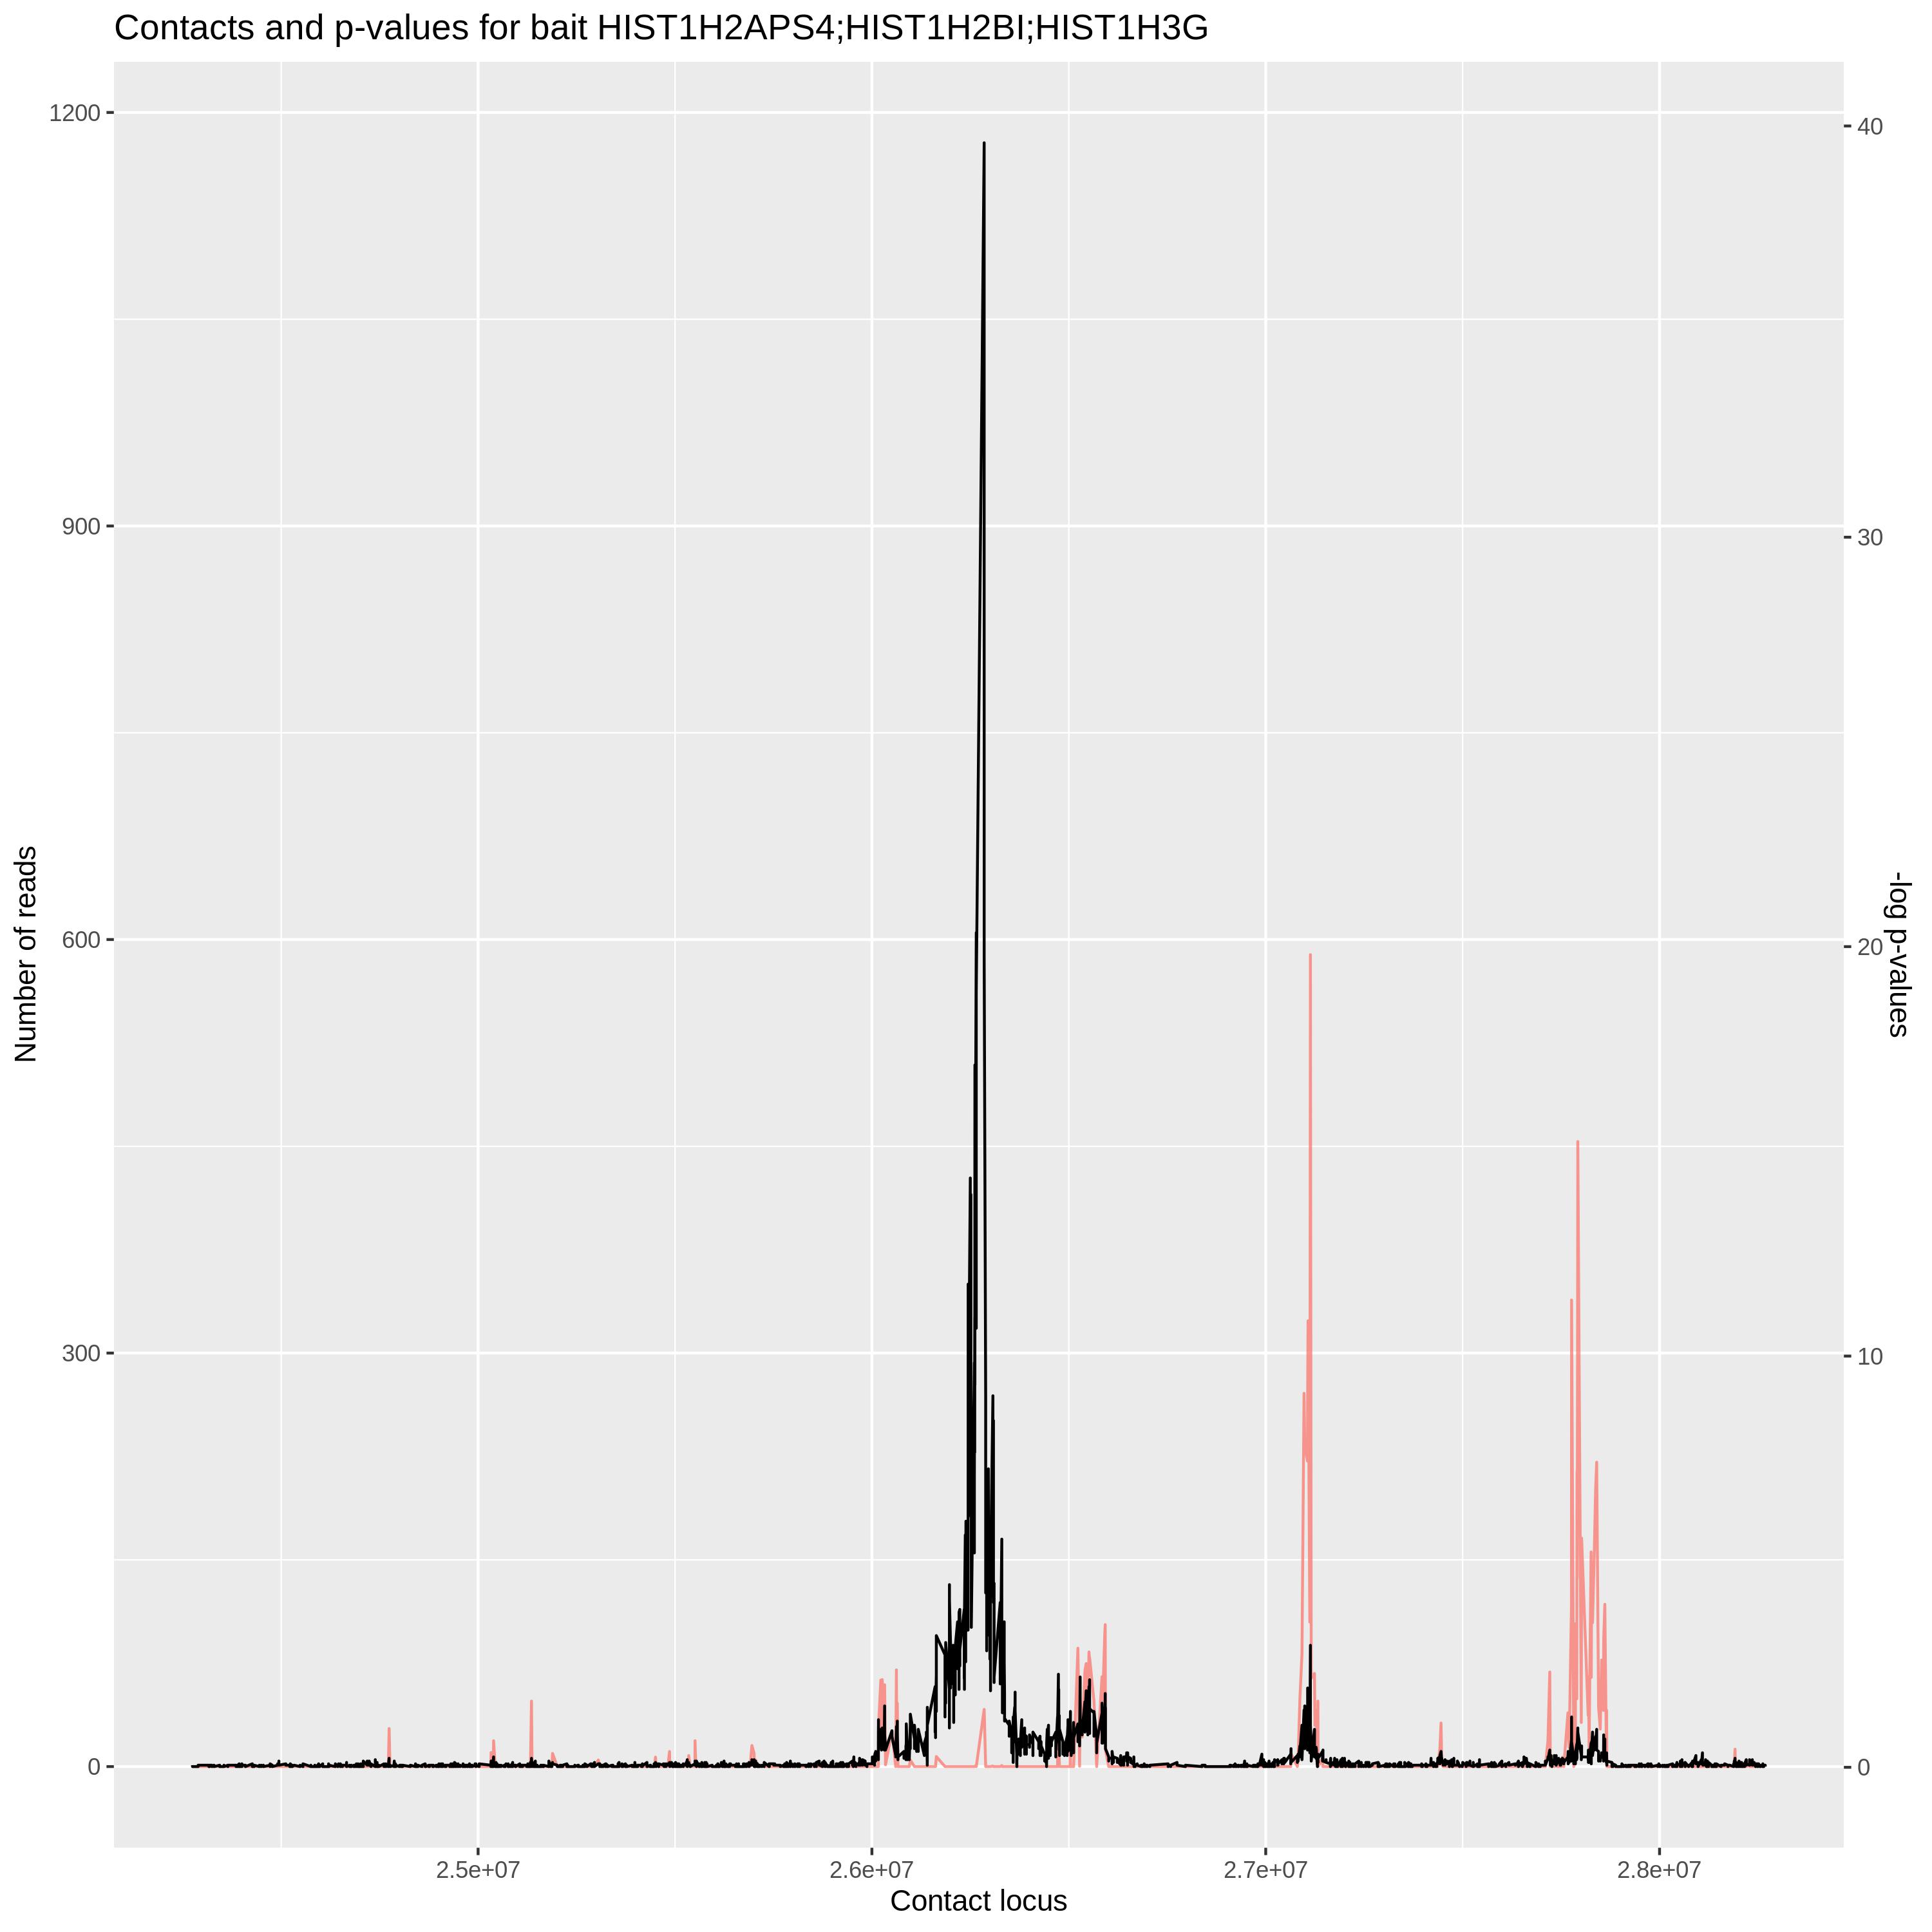 Contacts and p-values for bait HIST1H2APS4;HIST1H2BI;HIST1H3G
1200
900
600
300
0
40
30
20
10
0
Number of reads
-log p-values
2.5e+07
2.6e+07
2.7e+07
2.8e+07
Contact locus